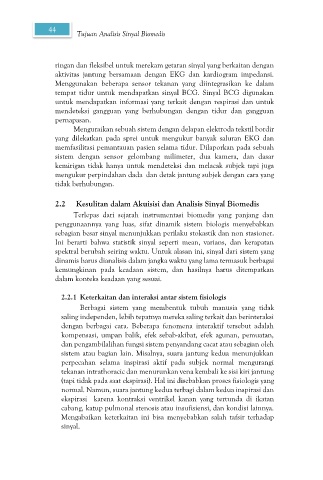 44
Tujuan Analisis Sinyal Biomedis
ringan dan fleksibel untuk merekam getaran sinyal yang berkaitan dengan
aktivitas jantung bersamaan dengan EKG dan kardiogram impedansi.
Menggunakan beberapa sensor tekanan yang diintegrasikan ke dalam
tempat tidur untuk mendapatkan sinyal BCG. Sinyal BCG digunakan
untuk mendapatkan informasi yang terkait dengan respirasi dan untuk
mendeteksi gangguan yang berhubungan dengan tidur dan gangguan
pernapasan.
Menguraikan sebuah sistem dengan delapan elektroda tekstil bordir
yang dilekatkan pada sprei untuk mengukur banyak saluran EKG dan
memfasilitasi pemantauan pasien selama tidur. Dilaporkan pada sebuah
sistem dengan sensor gelombang milimeter, dua kamera, dan dasar
kemiringan tidak hanya untuk mendeteksi dan melacak subjek tapi juga
mengukur perpindahan dada dan detak jantung subjek dengan cara yang
tidak berhubungan.
2.2 Kesulitan dalam Akuisisi dan Analisis Sinyal Biomedis
Terlepas dari sejarah instrumentasi biomedis yang panjang dan
penggunaannya yang luas, sifat dinamik sistem biologis menyebabkan
sebagian besar sinyal menunjukkan perilaku stokastik dan non stasioner.
Ini berarti bahwa statistik sinyal seperti mean, varians, dan kerapatan
spektral berubah seiring waktu. Untuk alasan ini, sinyal dari sistem yang
dinamis harus dianalisis dalam jangka waktu yang lama termasuk berbagai
kemungkinan pada keadaan sistem, dan hasilnya harus ditempatkan
dalam konteks keadaan yang sesuai.
2.2.1 Keterkaitan dan interaksi antar sistem fisiologis
Berbagai sistem yang membentuk tubuh manusia yang tidak
saling independen, lebih tepatnya mereka saling terkait dan berinteraksi
dengan berbagai cara. Beberapa fenomena interaktif tersebut adalah
kompensasi, umpan balik, efek sebab-akibat, efek agunan, pemuatan,
dan pengambilalihan fungsi sistem penyandang cacat atau sebagian oleh
sistem atau bagian lain. Misalnya, suara jantung kedua menunjukkan
perpecahan selama inspirasi aktif pada subjek normal mengurangi
tekanan intrathoracic dan menurunkan vena kembali ke sisi kiri jantung
(tapi tidak pada saat ekspirasi). Hal ini disebabkan proses fisiologis yang
normal. Namun, suara jantung kedua terbagi dalam kedua inspirasi dan
ekspirasi karena kontraksi ventrikel kanan yang tertunda di ikatan
cabang, katup pulmonal stenosis atau insufisiensi, dan kondisi lainnya.
Mengabaikan keterkaitan ini bisa menyebabkan salah tafsir terhadap
sinyal.